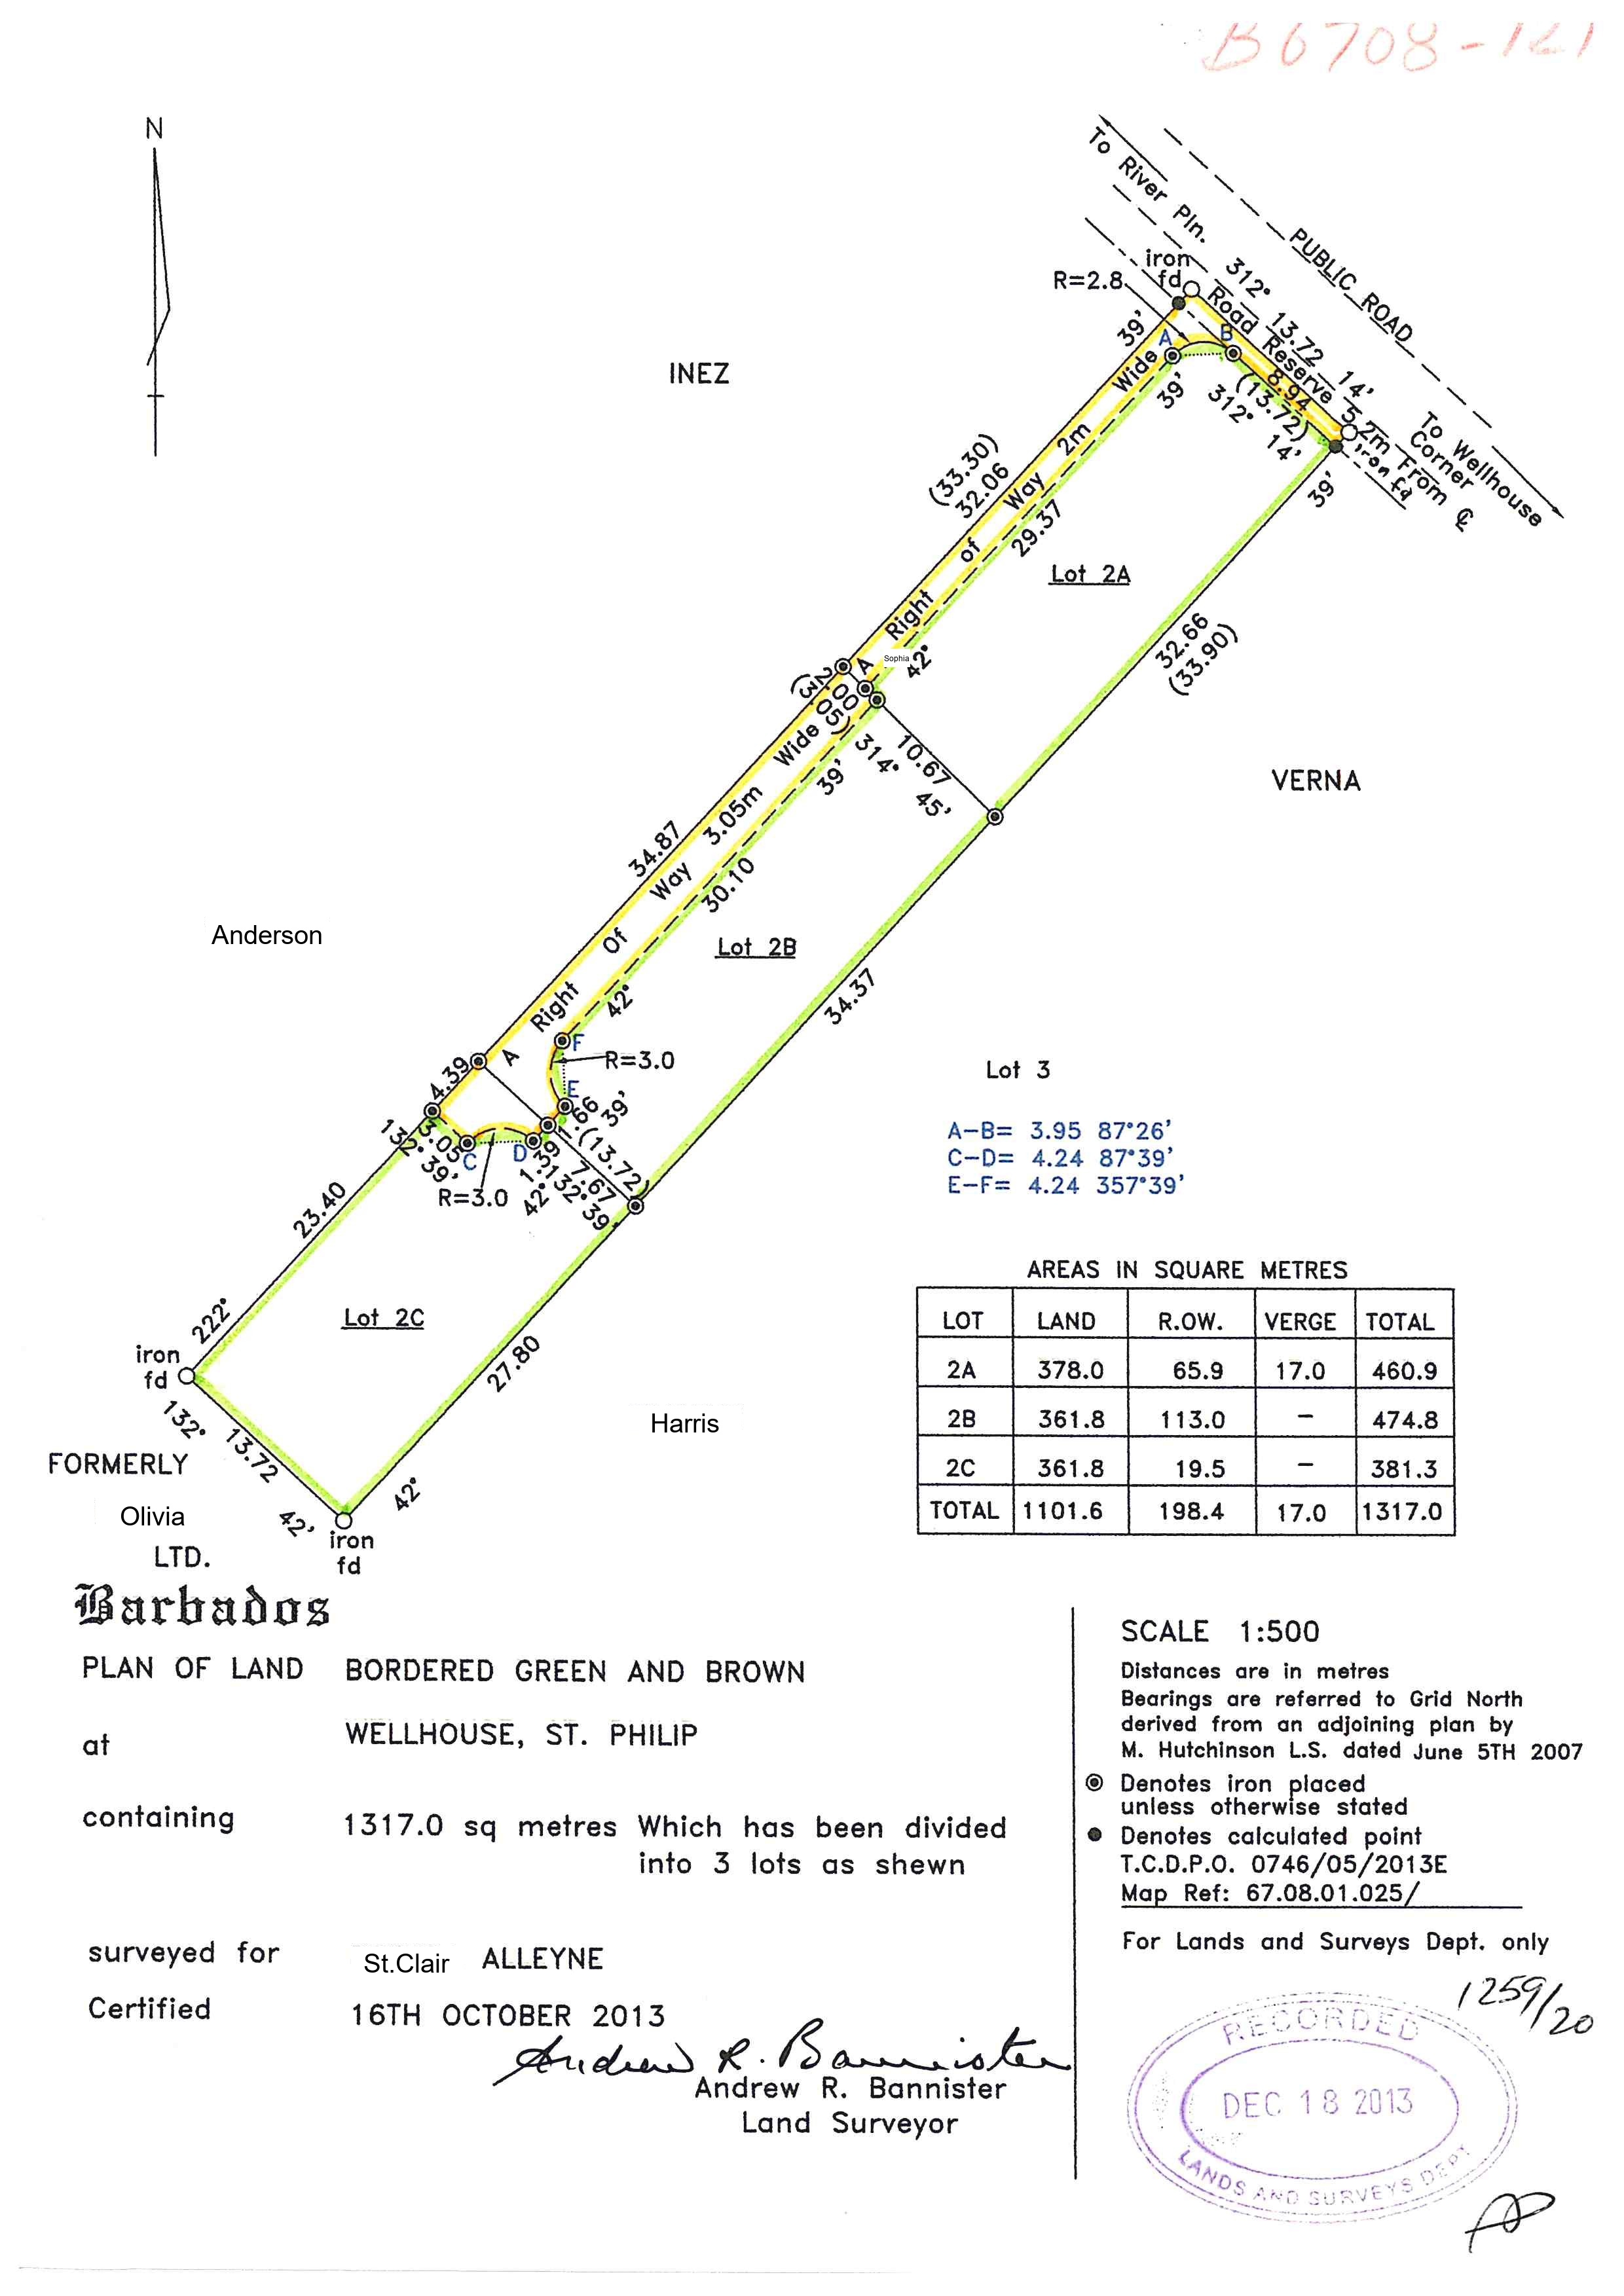 B6708-121
N
To River Pln.
PUBLIC ROAD
312° 13.72 14'
Road Reserve 5.2m From ℄
To Wellhouse
Corner
iron
fd
R=2.8
39'
A
B
8.94
(13.72)
312° 14'
iron fd
39'
39'
INEZ
A Right of Way 2m Wide
(33.30)
32.06
29.37
Lot 2A
32.66
(33.90)
Sophia
42°
2.00
(3.05)
10.67
314° 45'
39'
VERNA
A Right Of Way 3.05m Wide
34.87
30.10
Anderson
Lot 2B
34.37
42°
F
R=3.0
E
4.39
1.66
39'
(13.72)
3.05
132° 39'
C
D
1.39
42°
7.67
132° 39'
R=3.0
Lot 3
A-B= 3.95 87°26'
C-D= 4.24 87°39'
E-F= 4.24 357°39'
23.40
222°
Lot 2C
27.80
iron
fd
132° 42'
13.72
42°
Harris
FORMERLY
Olivia
LTD.
iron
fd
AREAS IN SQUARE METRES
LOT LAND R.OW. VERGE TOTAL
2A 378.0 65.9 17.0 460.9
2B 361.8 113.0 - 474.8
2C 361.8 19.5 - 381.3
TOTAL 1101.6 198.4 17.0 1317.0
Barbados
PLAN OF LAND BORDERED GREEN AND BROWN
at WELLHOUSE, ST. PHILIP
containing 1317.0 sq metres Which has been divided
into 3 lots as shewn
surveyed for St.Clair ALLEYNE
Certified 16TH OCTOBER 2013
Andrew R. Bannister
Andrew R. Bannister
Land Surveyor
SCALE 1:500
Distances are in metres
Bearings are referred to Grid North
derived from an adjoining plan by
M. Hutchinson L.S. dated June 5TH 2007
Denotes iron placed
unless otherwise stated
Denotes calculated point
T.C.D.P.O. 0746/05/2013E
Map Ref: 67.08.01.025/
For Lands and Surveys Dept. only
1259/20
RECORDED
DEC 18 2013
LANDS AND SURVEYS DEPT